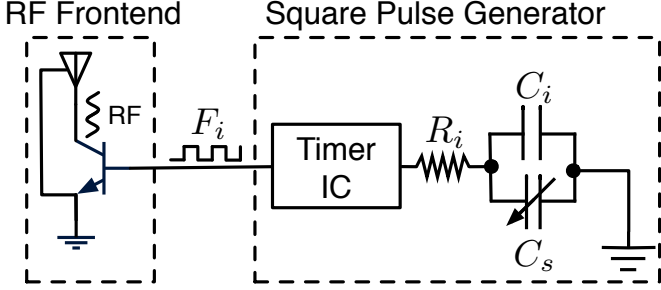 RF Frontend
Square Pulse Generator
RF
F_i
Timer
IC
R_i
C_i
C_s